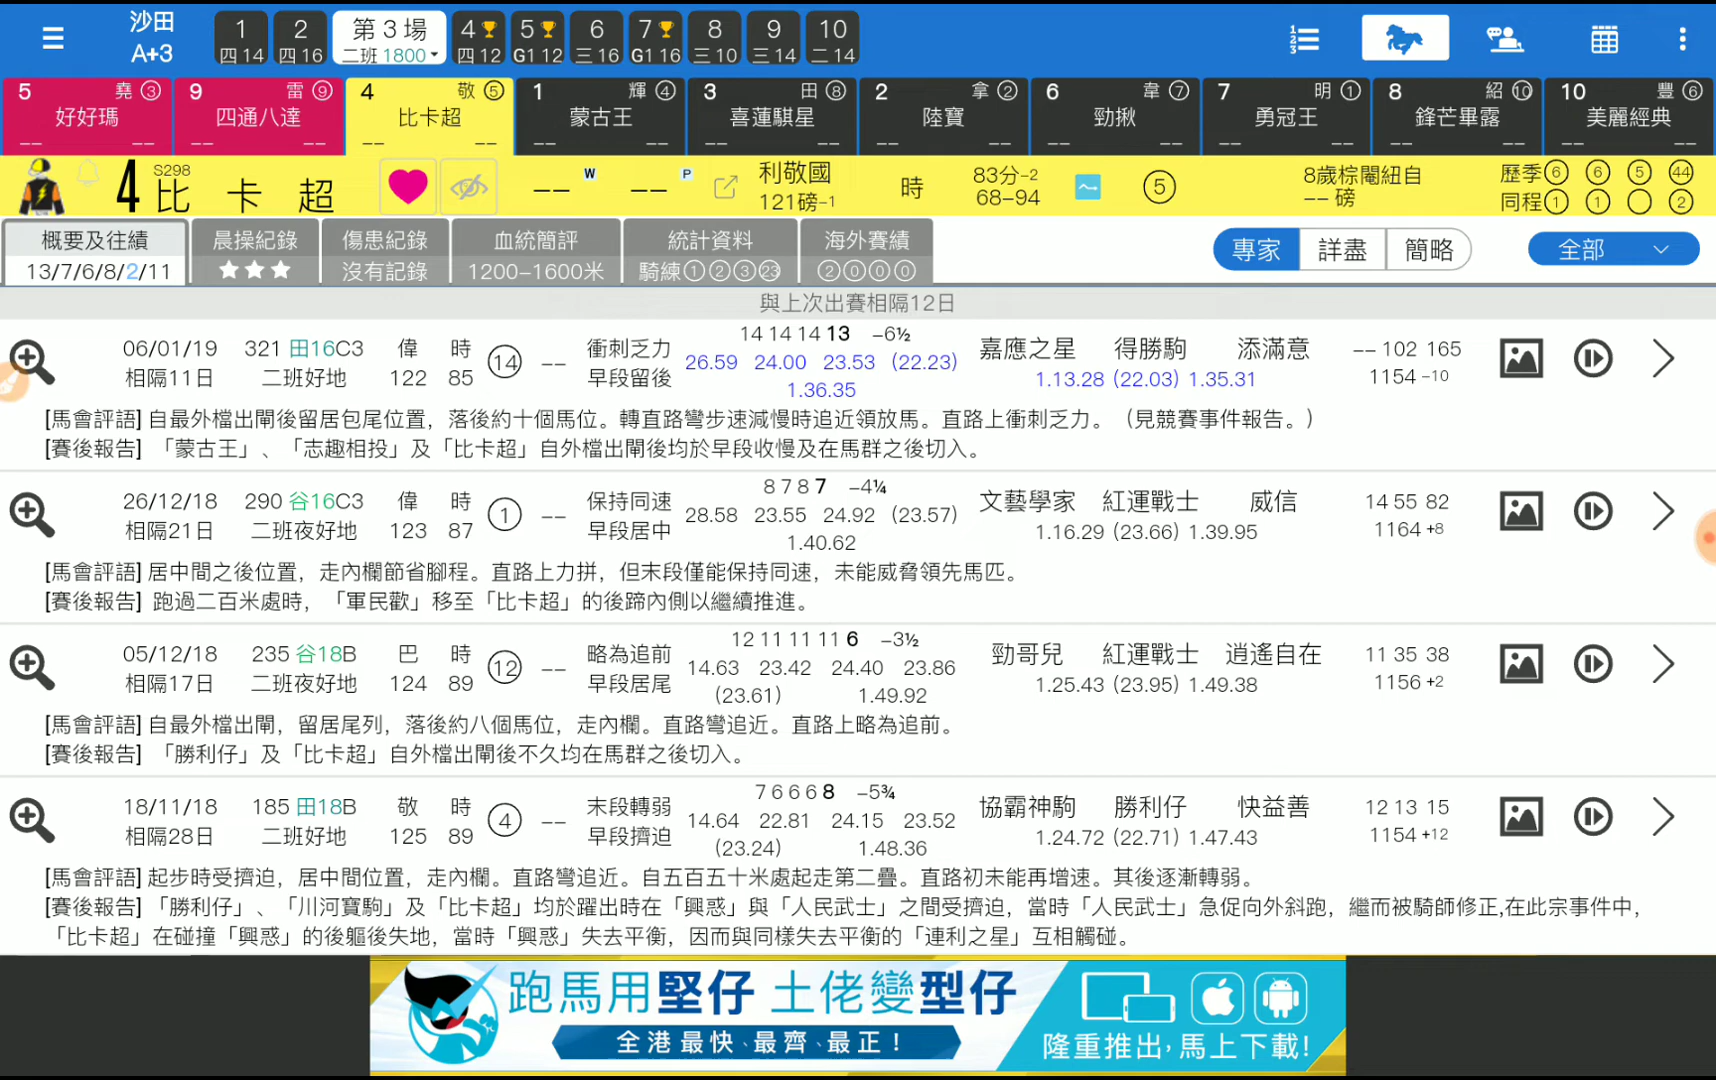 沙田
A+3
1 四 14
2 四 16
第 3 場
二班 1800
4 四 12
5 G1 12
6 三 16
7 G1 16
8 三 10
9 三 14
10 二 14
5 堯 ③
好好瑪
-- --
9 雷 ⑨
四通八達
-- --
4 敬 ⑤
比卡超
-- --
1 輝 ④
蒙古王
-- --
3 田 ⑧
喜蓮騏星
-- --
2 拿 ②
陸寶
-- --
6 韋 ⑦
勁揪
-- --
7 明 ①
勇冠王
-- --
8 紹 ⑩
鋒芒畢露
-- --
10 豐 ⑥
美麗經典
-- --
4 S298
比卡超
-- W -- P
利敬國
121磅-1
時
83分-2
68-94
⑤
8歲棕閹紐自
-- 磅
歷季 ⑥ ⑥ ⑤ ㊹
同程 ① ① ○ ②
概要及往績
13/7/6/8/2/11
晨操紀錄
★★★
傷患紀錄
沒有記錄
血統簡評
1200-1600米
統計資料
騎練①②③㉓
海外賽績
②⓪⓪⓪
專家 詳盡 簡略
全部
與上次出賽相隔12日
06/01/19 321 田16C3 偉 時 ⑭ -- 衝刺乏力 14 14 14 13 -6½ 嘉應之星 得勝駒 添滿意 -- 102 165
相隔11日 二班好地 122 85 早段留後 26.59 24.00 23.53 (22.23) 1.13.28 (22.03) 1.35.31 1154 -10
1.36.35
[馬會評語] 自最外檔出閘後留居包尾位置，落後約十個馬位。轉直路彎步速減慢時追近領放馬。直路上衝刺乏力。（見競賽事件報告。）
[賽後報告] 「蒙古王」、「志趣相投」及「比卡超」自外檔出閘後均於早段收慢及在馬群之後切入。
26/12/18 290 谷16C3 偉 時 ① -- 保持同速 8 7 8 7 -4¼ 文藝學家 紅運戰士 威信 14 55 82
相隔21日 二班夜好地 123 87 早段居中 28.58 23.55 24.92 (23.57) 1.16.29 (23.66) 1.39.95 1164 +8
1.40.62
[馬會評語] 居中間之後位置，走內欄節省腳程。直路上力拼，但末段僅能保持同速，未能威脅領先馬匹。
[賽後報告] 跑過二百米處時，「軍民歡」移至「比卡超」的後蹄內側以繼續推進。
05/12/18 235 谷18B 巴 時 ⑫ -- 略為追前 12 11 11 11 6 -3½ 勁哥兒 紅運戰士 逍遙自在 11 35 38
相隔17日 二班夜好地 124 89 早段居尾 14.63 23.42 24.40 23.86 1.25.43 (23.95) 1.49.38 1156 +2
(23.61) 1.49.92
[馬會評語] 自最外檔出閘，留居尾列，落後約八個馬位，走內欄。直路彎追近。直路上略為追前。
[賽後報告] 「勝利仔」及「比卡超」自外檔出閘後不久均在馬群之後切入。
18/11/18 185 田18B 敬 時 ④ -- 末段轉弱 7 6 6 6 8 -5¾ 協霸神駒 勝利仔 快益善 12 13 15
相隔28日 二班好地 125 89 早段擠迫 14.64 22.81 24.15 23.52 1.24.72 (22.71) 1.47.43 1154 +12
(23.24) 1.48.36
[馬會評語] 起步時受擠迫，居中間位置，走內欄。直路彎追近。自五百五十米處起走第二疊。直路初未能再增速。其後逐漸轉弱。
[賽後報告] 「勝利仔」、「川河寶駒」及「比卡超」均於躍出時在「興惑」與「人民武士」之間受擠迫，當時「人民武士」急促向外斜跑，繼而被騎師修正,在此宗事件中，
「比卡超」在碰撞「興惑」的後軀後失地，當時「興惑」失去平衡，因而與同樣失去平衡的「連利之星」互相觸碰。
跑馬用堅仔 土佬變型仔
全港最快、最齊、最正！
隆重推出，馬上下載！